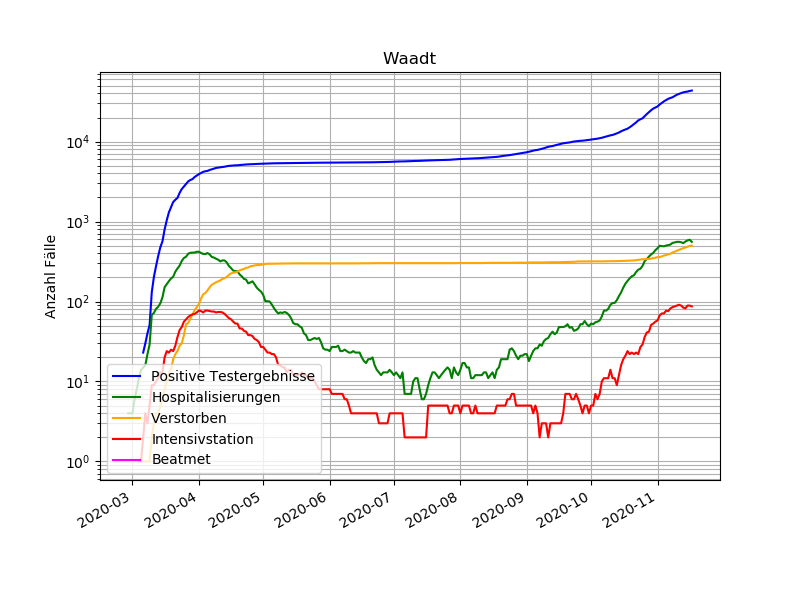 Waadt
Anzahl Fälle
10^4
10^3
10^2
10^1
10^0
Positive Testergebnisse
Hospitalisierungen
Verstorben
Intensivstation
Beatmet
2020-03
2020-04
2020-05
2020-06
2020-07
2020-08
2020-09
2020-10
2020-11